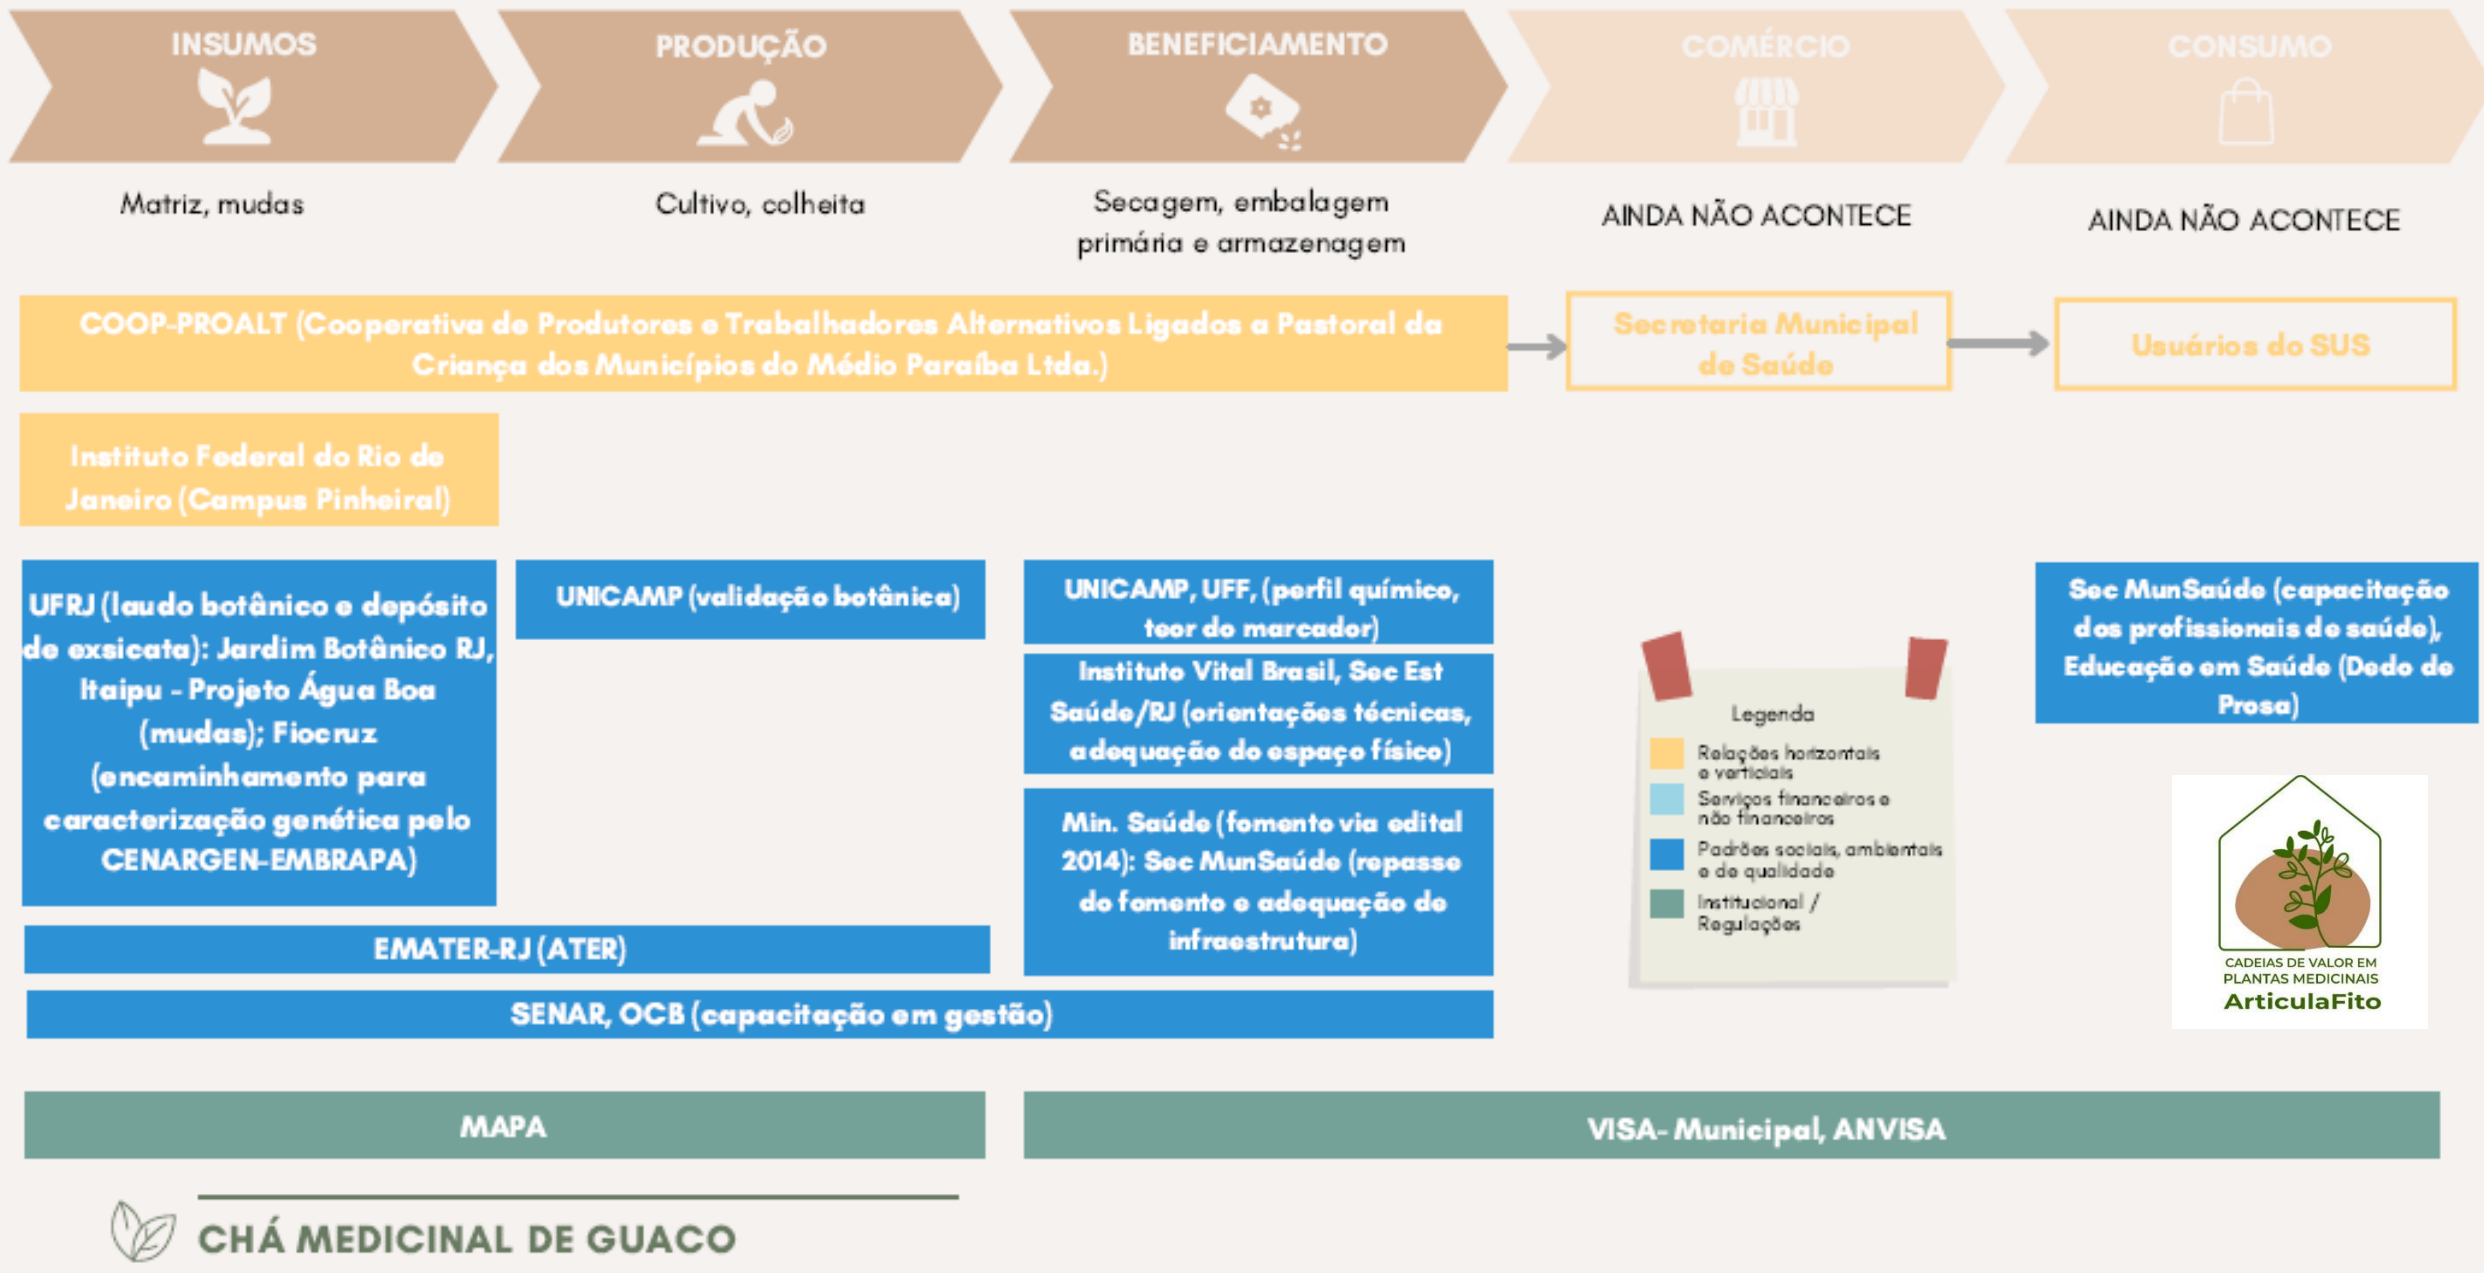 INSUMOS
PRODUÇÃO
BENEFICIAMENTO
COMÉRCIO
CONSUMO
Matriz, mudas
Cultivo, colheita
Secagem, embalagem
primária e armazenagem
AINDA NÃO ACONTECE
AINDA NÃO ACONTECE
COOP-PROALT (Cooperativa de Produtores e Trabalhadores Alternativos Ligados a Pastoral da
Criança dos Municípios do Médio Paraíba Ltda.)
Secretaria Municipal
de Saúde
Usuários do SUS
Instituto Federal do Rio de
Janeiro (Campus Pinheiral)
UFRJ (laudo botânico e depósito
de exsicata): Jardim Botânico RJ,
Itaipu - Projeto Água Boa
(mudas); Fiocruz
(encaminhamento para
caracterização genética pelo
CENARGEN-EMBRAPA)
UNICAMP (validação botânica)
UNICAMP, UFF, (perfil químico,
teor do marcador)
Instituto Vital Brasil, Sec Est
Saúde/RJ (orientações técnicas,
adequação do espaço físico)
Min. Saúde (fomento via edital
2014): Sec MunSaúde (repasse
do fomento e adequação de
infraestrutura)
Sec MunSaúde (capacitação
dos profissionais de saúde),
Educação em Saúde (Dedo de
Prosa)
EMATER-RJ (ATER)
SENAR, OCB (capacitação em gestão)
Legenda
Relações horizontais
e verticiais
Serviços financeiros e
não financeiros
Padrões sociais, ambientais
e de qualidade
Institucional /
Regulações
CADEIAS DE VALOR EM
PLANTAS MEDICINAIS
ArticulaFito
MAPA
VISA- Municipal, ANVISA
CHÁ MEDICINAL DE GUACO